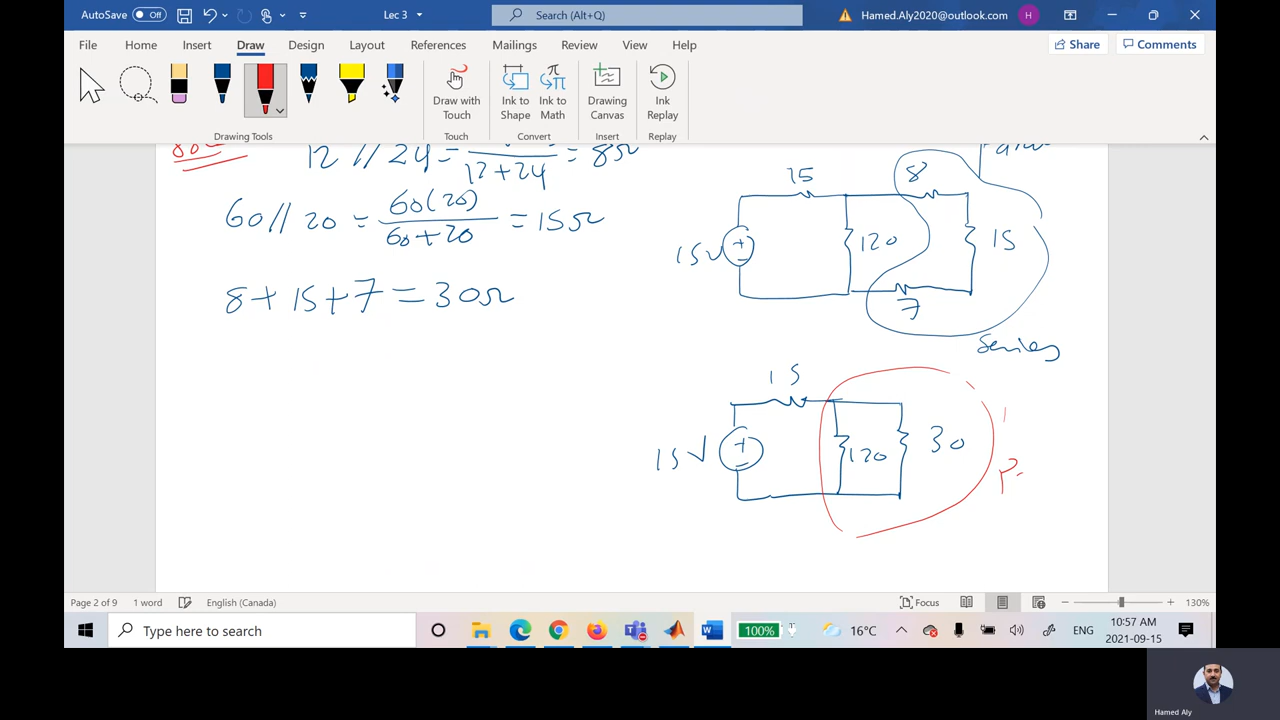 AutoSave Off Lec 3 Search (Alt+Q) Hamed.Aly2020@outlook.com H
File Home Insert Draw Design Layout References Mailings Review View Help Share Comments
Draw with Touch
Ink to Shape
Ink to Math
Drawing Canvas
Ink Replay
Drawing Tools Touch Convert Insert Replay
12 // 24 = 12+24 = 8Ω
60 // 20 = 60(20) / 60+20 = 15Ω
8 + 15 + 7 = 30Ω
15 8
15V + - 120 15
7
Series
15
15V + - 120 30
P
Page 2 of 9 1 word English (Canada) Focus 130%
Type here to search 100% 16°C ENG 10:57 AM
2021-09-15
Hamed Aly